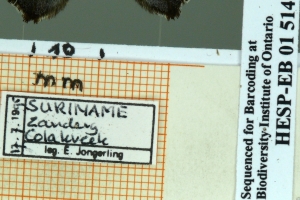 10
mm
SURINAME
Zanderij
Colakreek
leg. E. Jongerling
Sequenced for Barcoding at
Biodiversity Institute of Ontario
HESP-EB 01 514